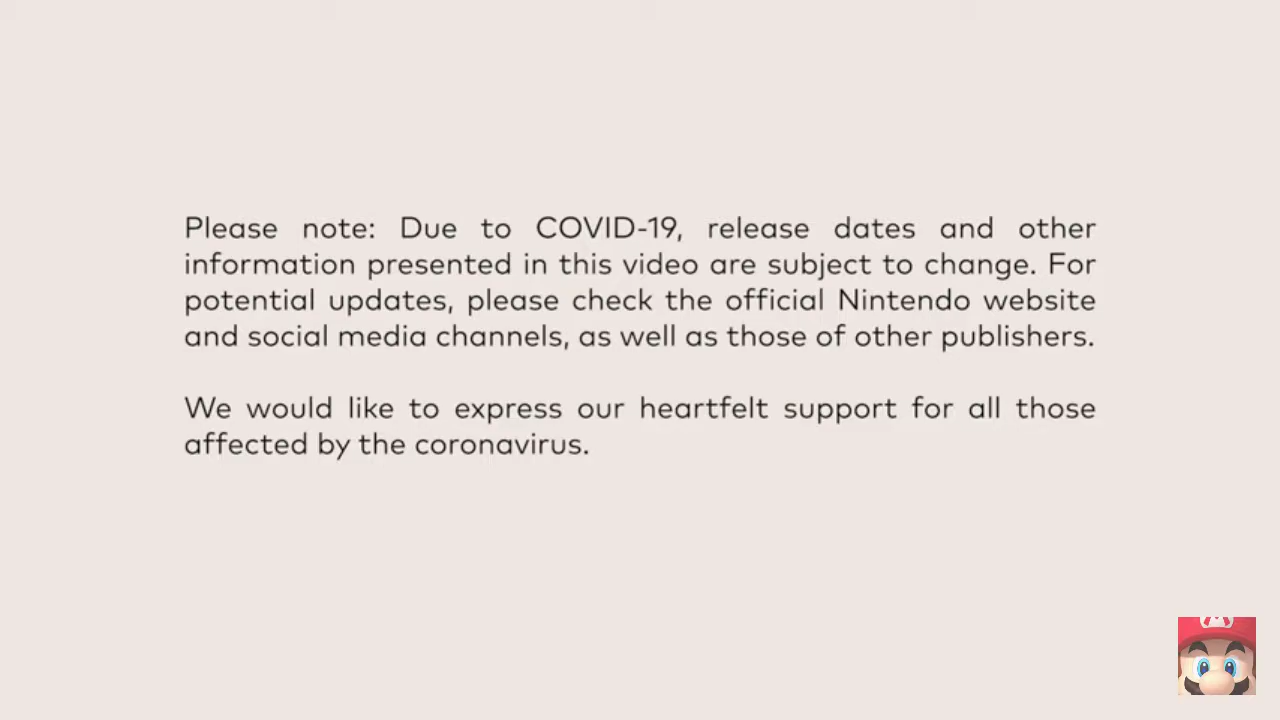 Please note: Due to COVID-19, release dates and other
information presented in this video are subject to change. For
potential updates, please check the official Nintendo website
and social media channels, as well as those of other publishers.
We would like to express our heartfelt support for all those
affected by the coronavirus.
M